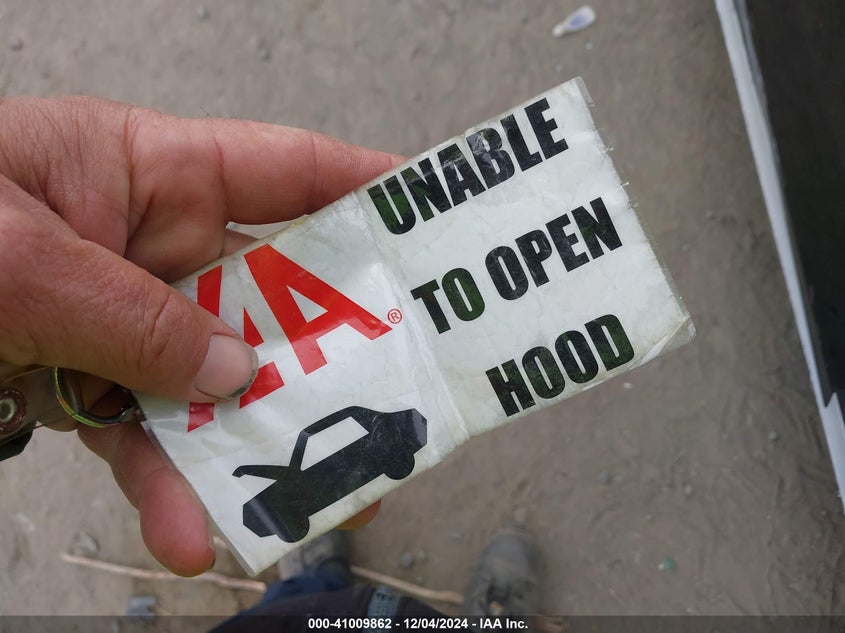 UNABLE
TO OPEN
HOOD
IAA®
000-41009862 - 12/04/2024 - IAA Inc.